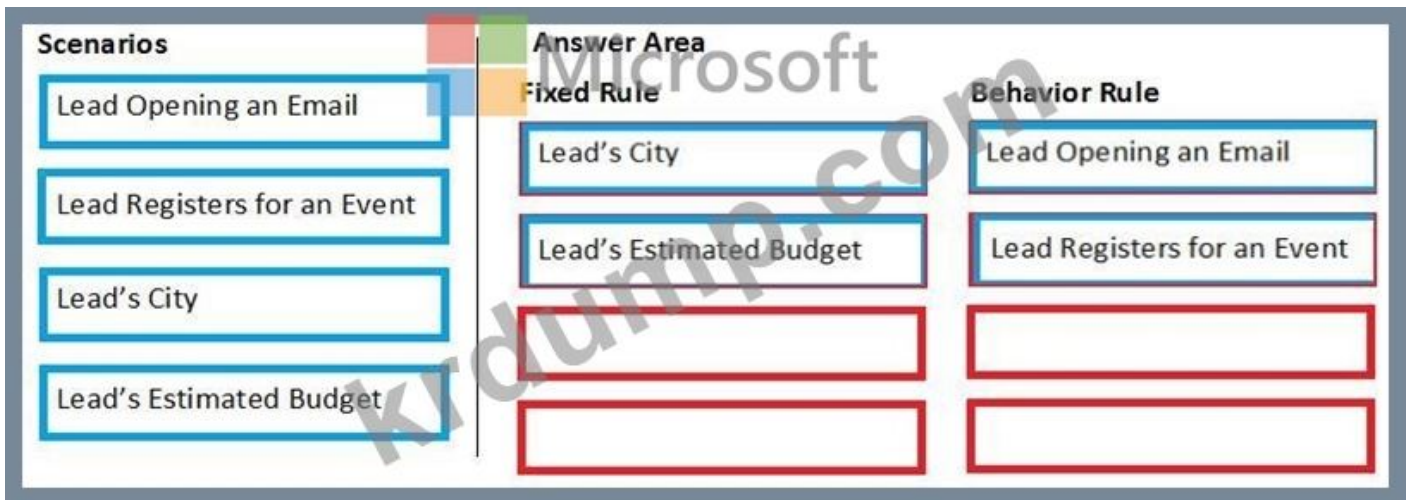 Scenarios
Lead Opening an Email
Lead Registers for an Event
Lead's City
Lead's Estimated Budget
Answer Area
Microsoft
Fixed Rule
Lead's City
Lead's Estimated Budget
Behavior Rule
Lead Opening an Email
Lead Registers for an Event
krdump.com